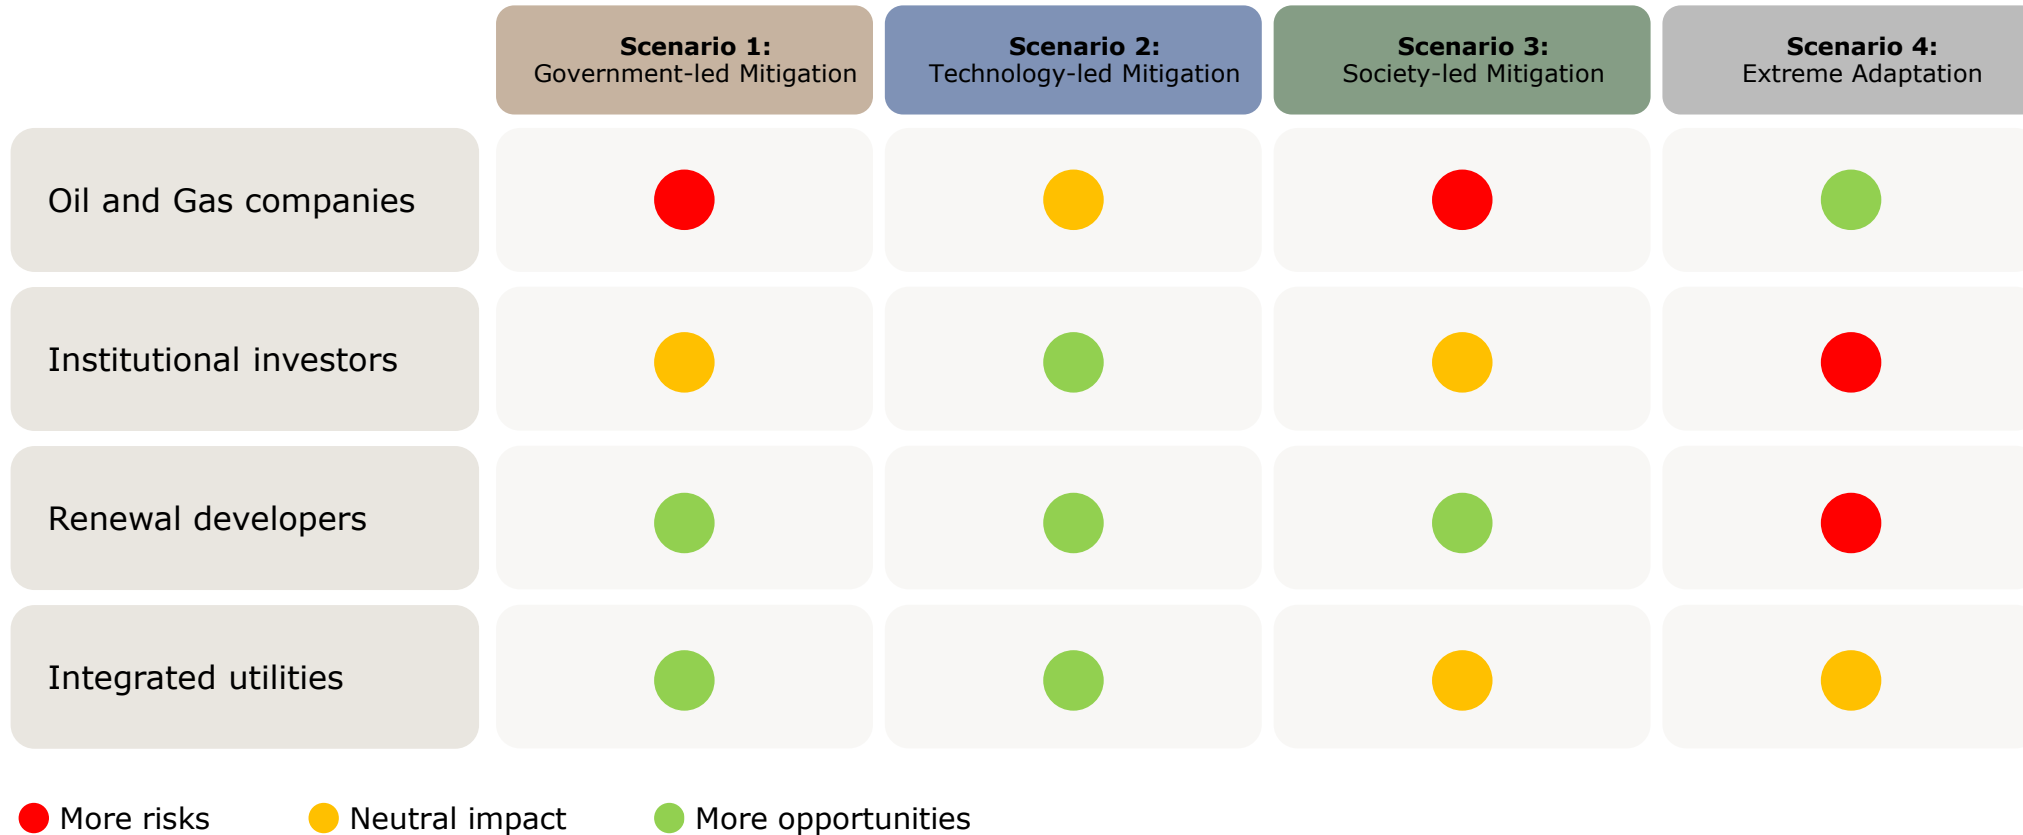 Scenario 1:
Government-led Mitigation
Scenario 2:
Technology-led Mitigation
Scenario 3:
Society-led Mitigation
Scenario 4:
Extreme Adaptation
Oil and Gas companies
Institutional investors
Renewal developers
Integrated utilities
More risks
Neutral impact
More opportunities